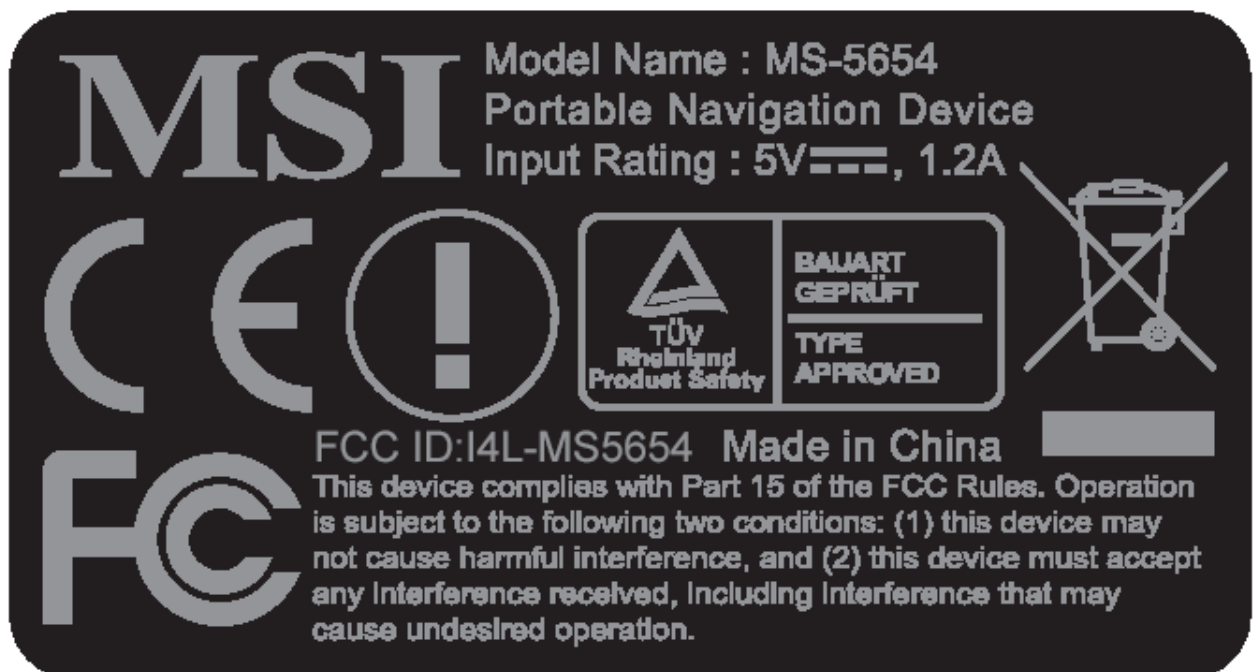 MSI
Model Name : MS-5654
Portable Navigation Device
Input Rating : 5V⎓, 1.2A
CE
TÜV
Rheinland
Product Safety
BAUART
GEPRÜFT
TYPE
APPROVED
FCC ID:I4L-MS5654 Made in China
FC
This device complies with Part 15 of the FCC Rules. Operation
is subject to the following two conditions: (1) this device may
not cause harmful interference, and (2) this device must accept
any interference received, including interference that may
cause undesired operation.